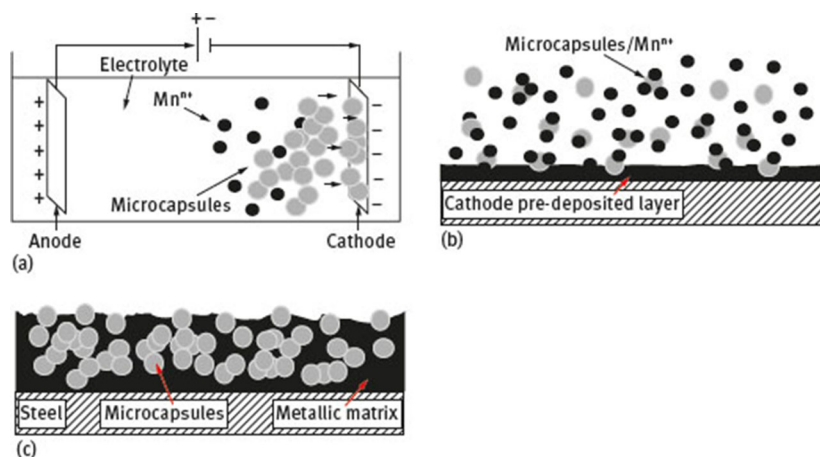 + −
Electrolyte
Mnⁿ⁺
+
+
+
+
+
−
−
−
−
−
Microcapsules
Anode
Cathode
(a)
Microcapsules/Mnⁿ⁺
Cathode pre-deposited layer
(b)
Steel
Microcapsules
Metallic matrix
(c)